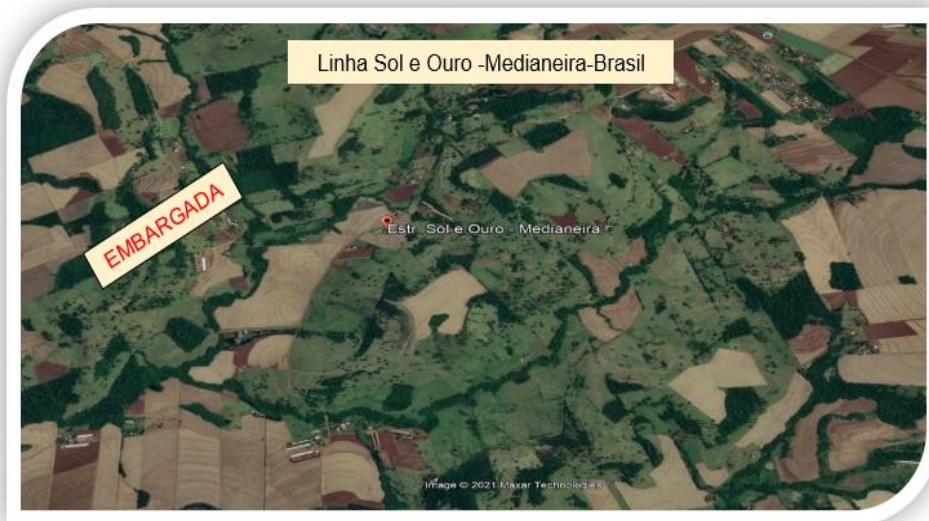 Linha Sol e Ouro -Medianeira-Brasil
EMBARGADA
Estr. Sol e Ouro - Medianeira
Image © 2021 Maxar Technologies